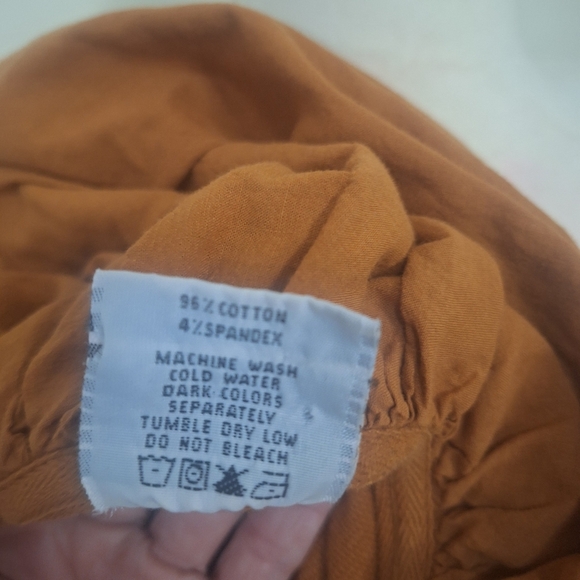 96% COTTON
4% SPANDEX
MACHINE WASH
COLD WATER
DARK COLORS
SEPARATELY
TUMBLE DRY LOW
DO NOT BLEACH